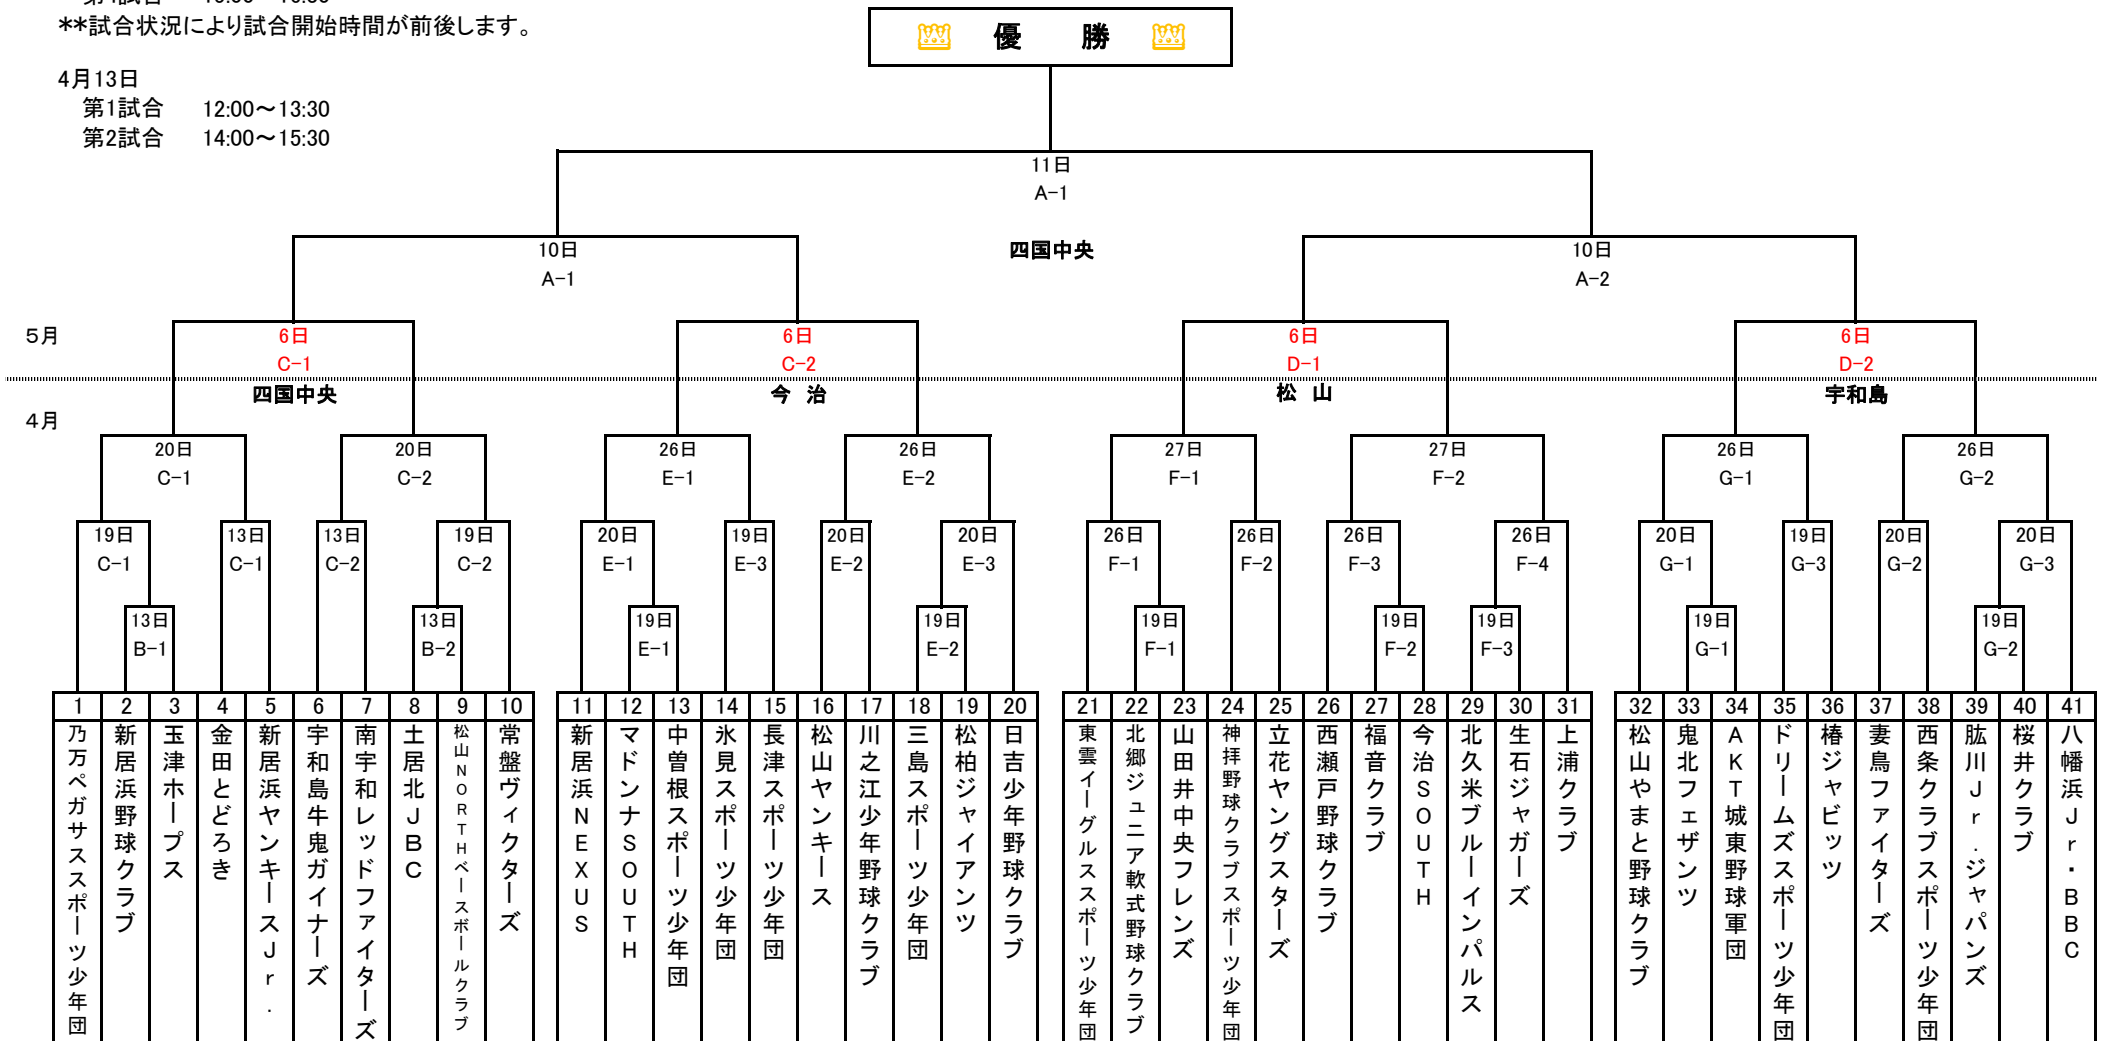 **試合状況により試合開始時間が前後します。
優　勝
4月13日
第1試合　12:00～13:30
第2試合　14:00～15:30
11日
A-1
四国中央
10日　10日
A-1　A-2
5月
6日　6日　6日　6日
C-1　C-2　D-1　D-2
四国中央　今 治　松 山　宇和島
4月
20日　20日　26日　26日　27日　27日　26日　26日
C-1　C-2　E-1　E-2　F-1　F-2　G-1　G-2
19日　13日　13日　19日　20日　19日　20日　20日　26日　26日　26日　26日　20日　19日　20日　20日
C-1　C-1　C-2　C-2　E-1　E-3　E-2　E-3　F-1　F-2　F-3　F-4　G-1　G-3　G-2　G-3
13日　13日　19日　19日　19日　19日　19日　19日　19日
B-1　B-2　E-1　E-2　F-1　F-2　F-3　G-1　G-2
1 乃万ペガサススポーツ少年団
2 新居浜野球クラブ
3 玉津ホープス
4 金田とどろき
5 新居浜ヤンキースJr.
6 宇和島牛鬼ガイナーズ
7 南宇和レッドファイターズ
8 土居北JBC
9 松山NORTHベースボールクラブ
10 常盤ヴィクターズ
11 新居浜NEXUS
12 マドンナSOUTH
13 中曽根スポーツ少年団
14 氷見スポーツ少年団
15 長津スポーツ少年団
16 松山ヤンキース
17 川之江少年野球クラブ
18 三島スポーツ少年団
19 松柏ジャイアンツ
20 日吉少年野球クラブ
21 東雲イーグルススポーツ少年団
22 北郷ジュニア軟式野球クラブ
23 山田井中央フレンズ
24 神拝野球クラブスポーツ少年団
25 立花ヤングスターズ
26 西瀬戸野球クラブ
27 福音クラブ
28 今治SOUTH
29 北久米ブルーインパルス
30 生石ジャガーズ
31 上浦クラブ
32 松山やまと野球クラブ
33 鬼北フェザンツ
34 AKT城東野球軍団
35 ドリームズスポーツ少年団
36 椿ジャビッツ
37 妻鳥ファイターズ
38 西条クラブスポーツ少年団
39 肱川Jr.ジャパンズ
40 桜井クラブ
41 八幡浜Jr・BBC